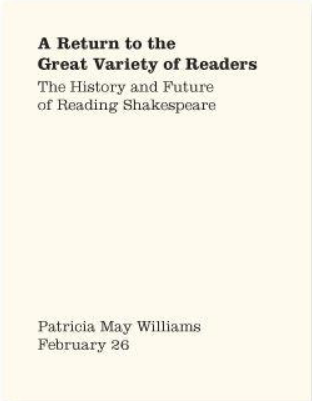 A Return to the
Great Variety of Readers
The History and Future
of Reading Shakespeare
Patricia May Williams
February 26